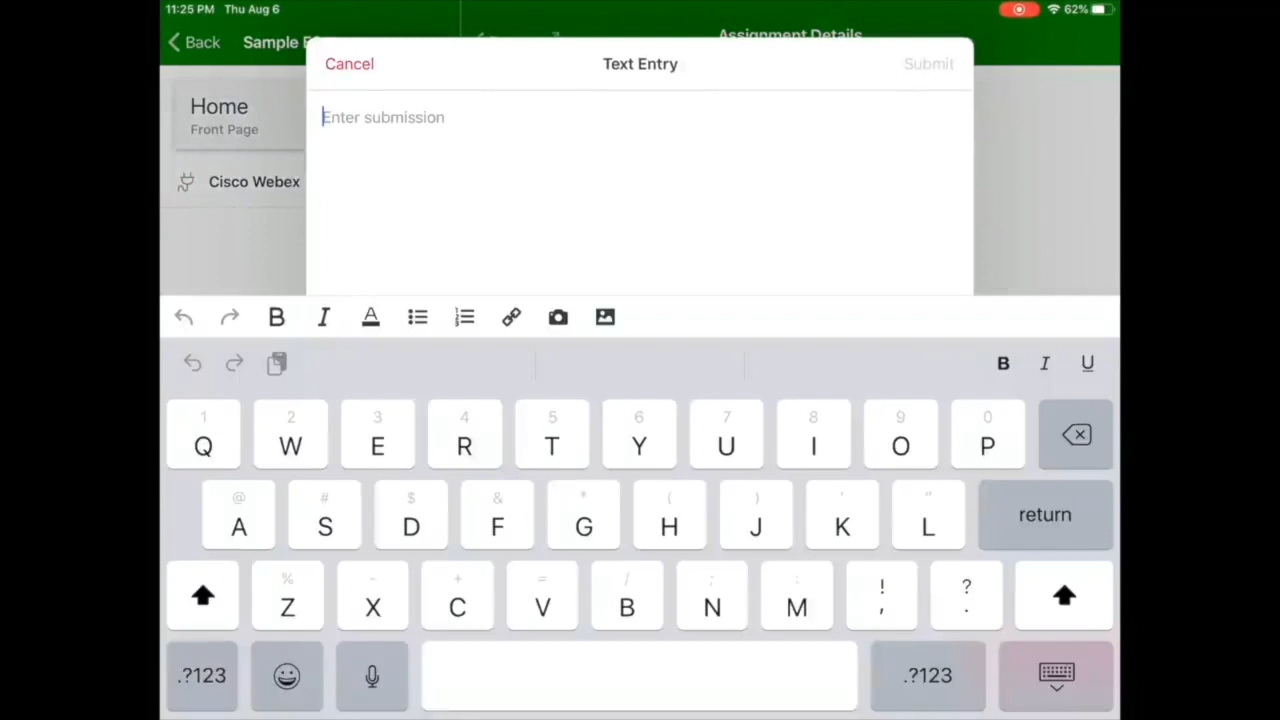 11:25 PM Thu Aug 6
62%
Back
Sample
Assignment Details
Cancel
Text Entry
Submit
Home
Front Page
Enter submission
Cisco Webex
B I A
B I U
1 2 3 4 5 6 7 8 9 0
Q W E R T Y U I O P
@ # $ & * ( ) ' "
A S D F G H J K L return
% - + = / ; : ! ?
Z X C V B N M , .
.?123 .?123